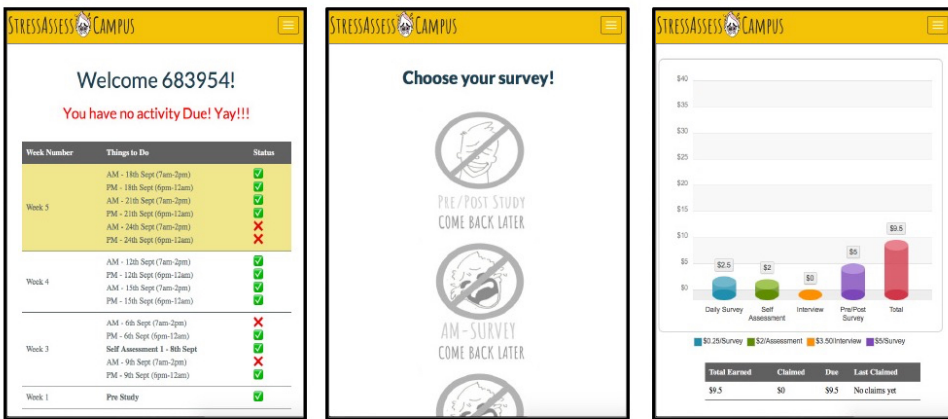 STRESSASSESS CAMPUS
Welcome 683954!
You have no activity Due! Yay!!!
Week Number Things to Do Status
Week 5
AM - 18th Sept (7am-2pm)
PM - 18th Sept (6pm-12am)
AM - 21th Sept (7am-2pm)
PM - 21th Sept (6pm-12am)
AM - 24th Sept (7am-2pm)
PM - 24th Sept (6pm-12am)
Week 4
AM - 12th Sept (7am-2pm)
PM - 12th Sept (6pm-12am)
AM - 15th Sept (7am-2pm)
PM - 15th Sept (6pm-12am)
Week 3
AM - 6th Sept (7am-2pm)
PM - 6th Sept (6pm-12am)
Self Assessment 1 - 8th Sept
AM - 9th Sept (7am-2pm)
PM - 9th Sept (6pm-12am)
Week 1 Pre Study
STRESSASSESS CAMPUS
Choose your survey!
PRE/POST STUDY
COME BACK LATER
AM-SURVEY
COME BACK LATER
STRESSASSESS CAMPUS
$40
$35
$30
$25
$20
$15
$10
$5
$0
$2.5
$2
$0
$5
$9.5
Daily Survey
Self Assessment
Interview
Pre/Post Survey
Total
$0.25/Survey $2/Assessment $3.50/Interview $5/Survey
Total Earned Claimed Due Last Claimed
$9.5 $0 $9.5 No claims yet